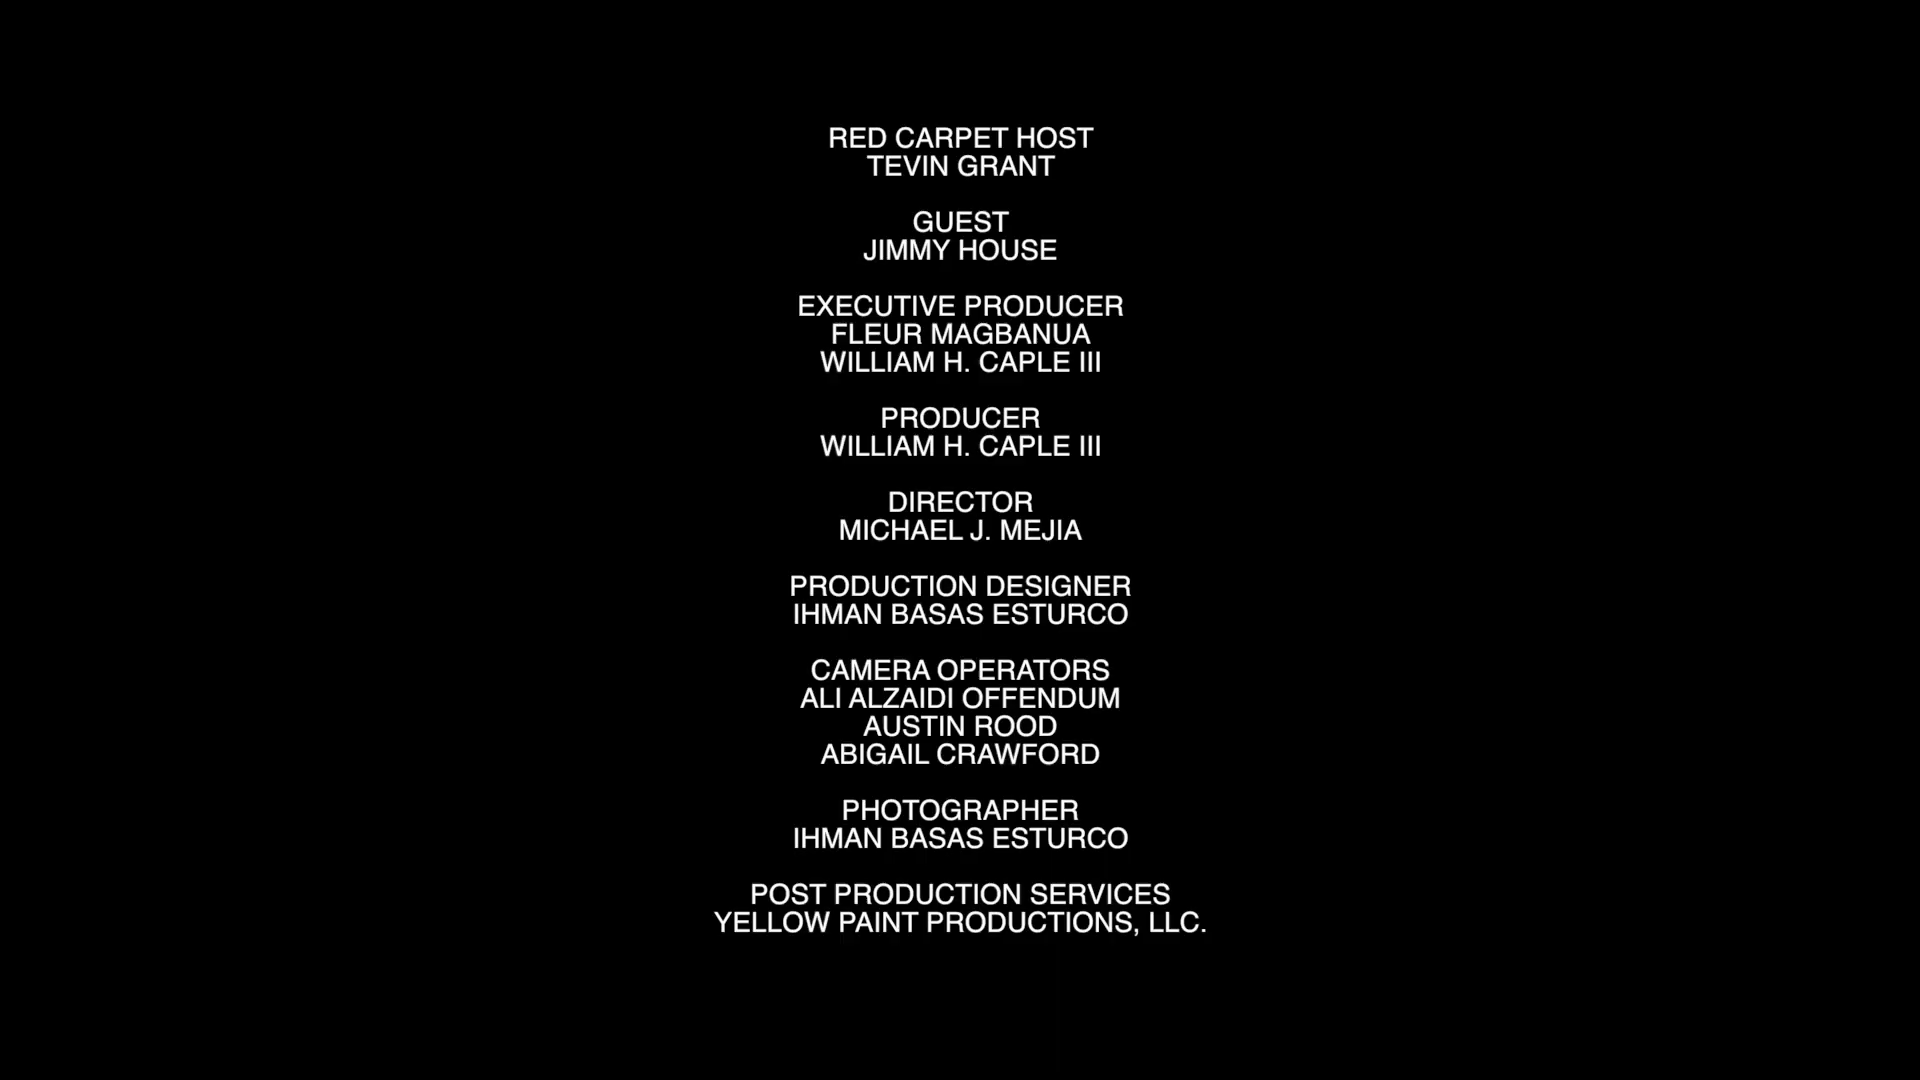 RED CARPET HOST
TEVIN GRANT
GUEST
JIMMY HOUSE
EXECUTIVE PRODUCER
FLEUR MAGBANUA
WILLIAM H. CAPLE III
PRODUCER
WILLIAM H. CAPLE III
DIRECTOR
MICHAEL J. MEJIA
PRODUCTION DESIGNER
IHMAN BASAS ESTURCO
CAMERA OPERATORS
ALI ALZAIDI OFFENDUM
AUSTIN ROOD
ABIGAIL CRAWFORD
PHOTOGRAPHER
IHMAN BASAS ESTURCO
POST PRODUCTION SERVICES
YELLOW PAINT PRODUCTIONS, LLC.